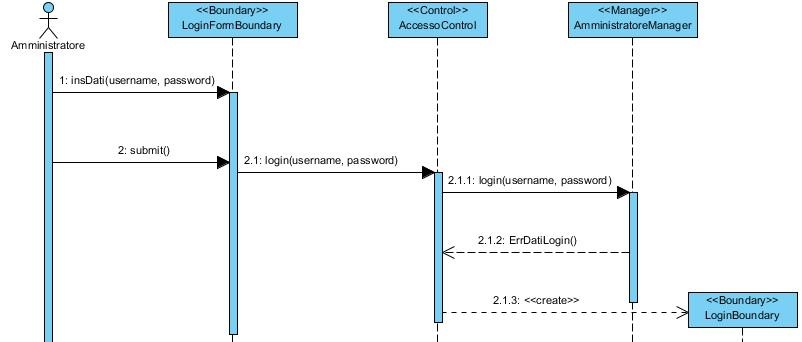 <<Boundary>>
LoginFormBoundary
<<Control>>
AccessoControl
<<Manager>>
AmministratoreManager
Amministratore
1: insDati(username, password)
2: submit()
2.1: login(username, password)
2.1.1: login(username, password)
2.1.2: ErrDatiLogin()
2.1.3: <<create>>
<<Boundary>>
LoginBoundary